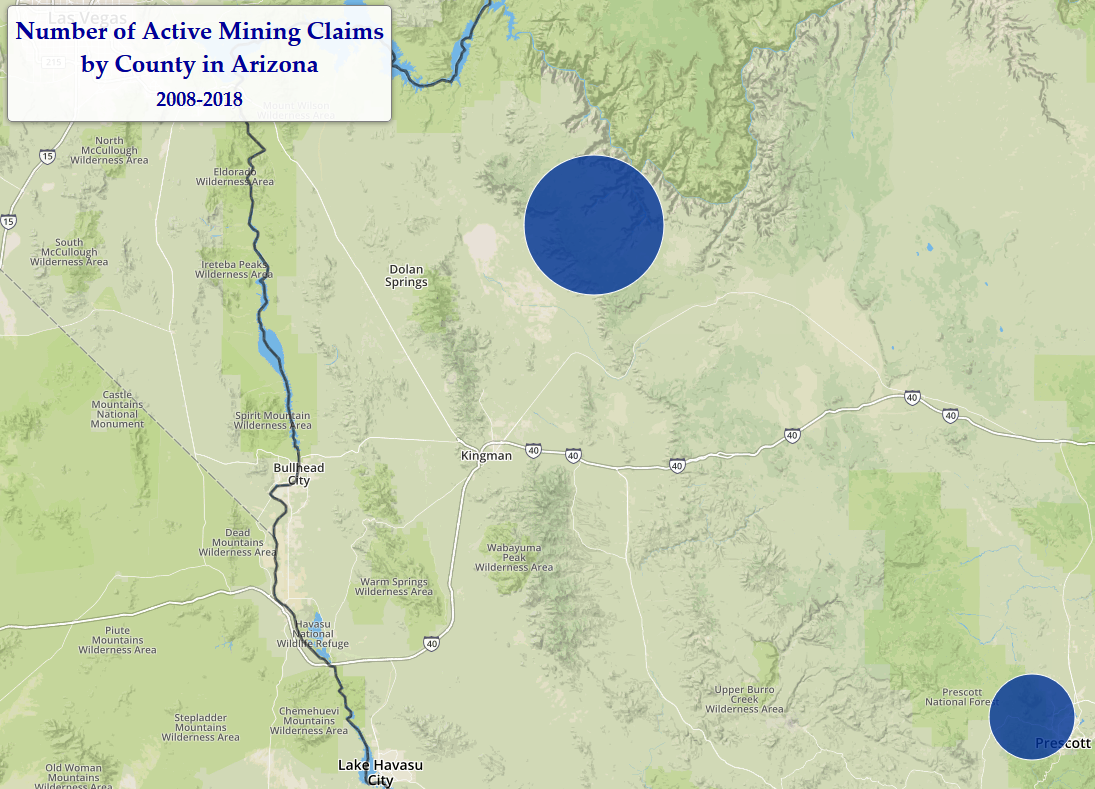 Las Vegas
Number of Active Mining Claims
by County in Arizona
2008-2018
215
Mount Wilson
Wilderness Area
North
McCullough
Wilderness Area
15
Eldorado
Wilderness Area
15
South
McCullough
Wilderness Area
Ireteba Peaks
Wilderness Area
Dolan
Springs
Castle
Mountains
National
Monument
Spirit Mountain
Wilderness Area
40
40
40
Kingman
40
40
40
Bullhead
City
Dead
Mountains
Wilderness Area
Wabayuma
Peak
Wilderness Area
Warm Springs
Wilderness Area
Havasu
National
Wildlife Refuge
Piute
Mountains
Wilderness Area
40
Upper Burro
Creek
Wilderness Area
Prescott
National Forest
Chemehuevi
Mountains
Wilderness Area
Stepladder
Mountains
Wilderness Area
Prescott
Lake Havasu
City
Old Woman
Mountains
Wilderness Area